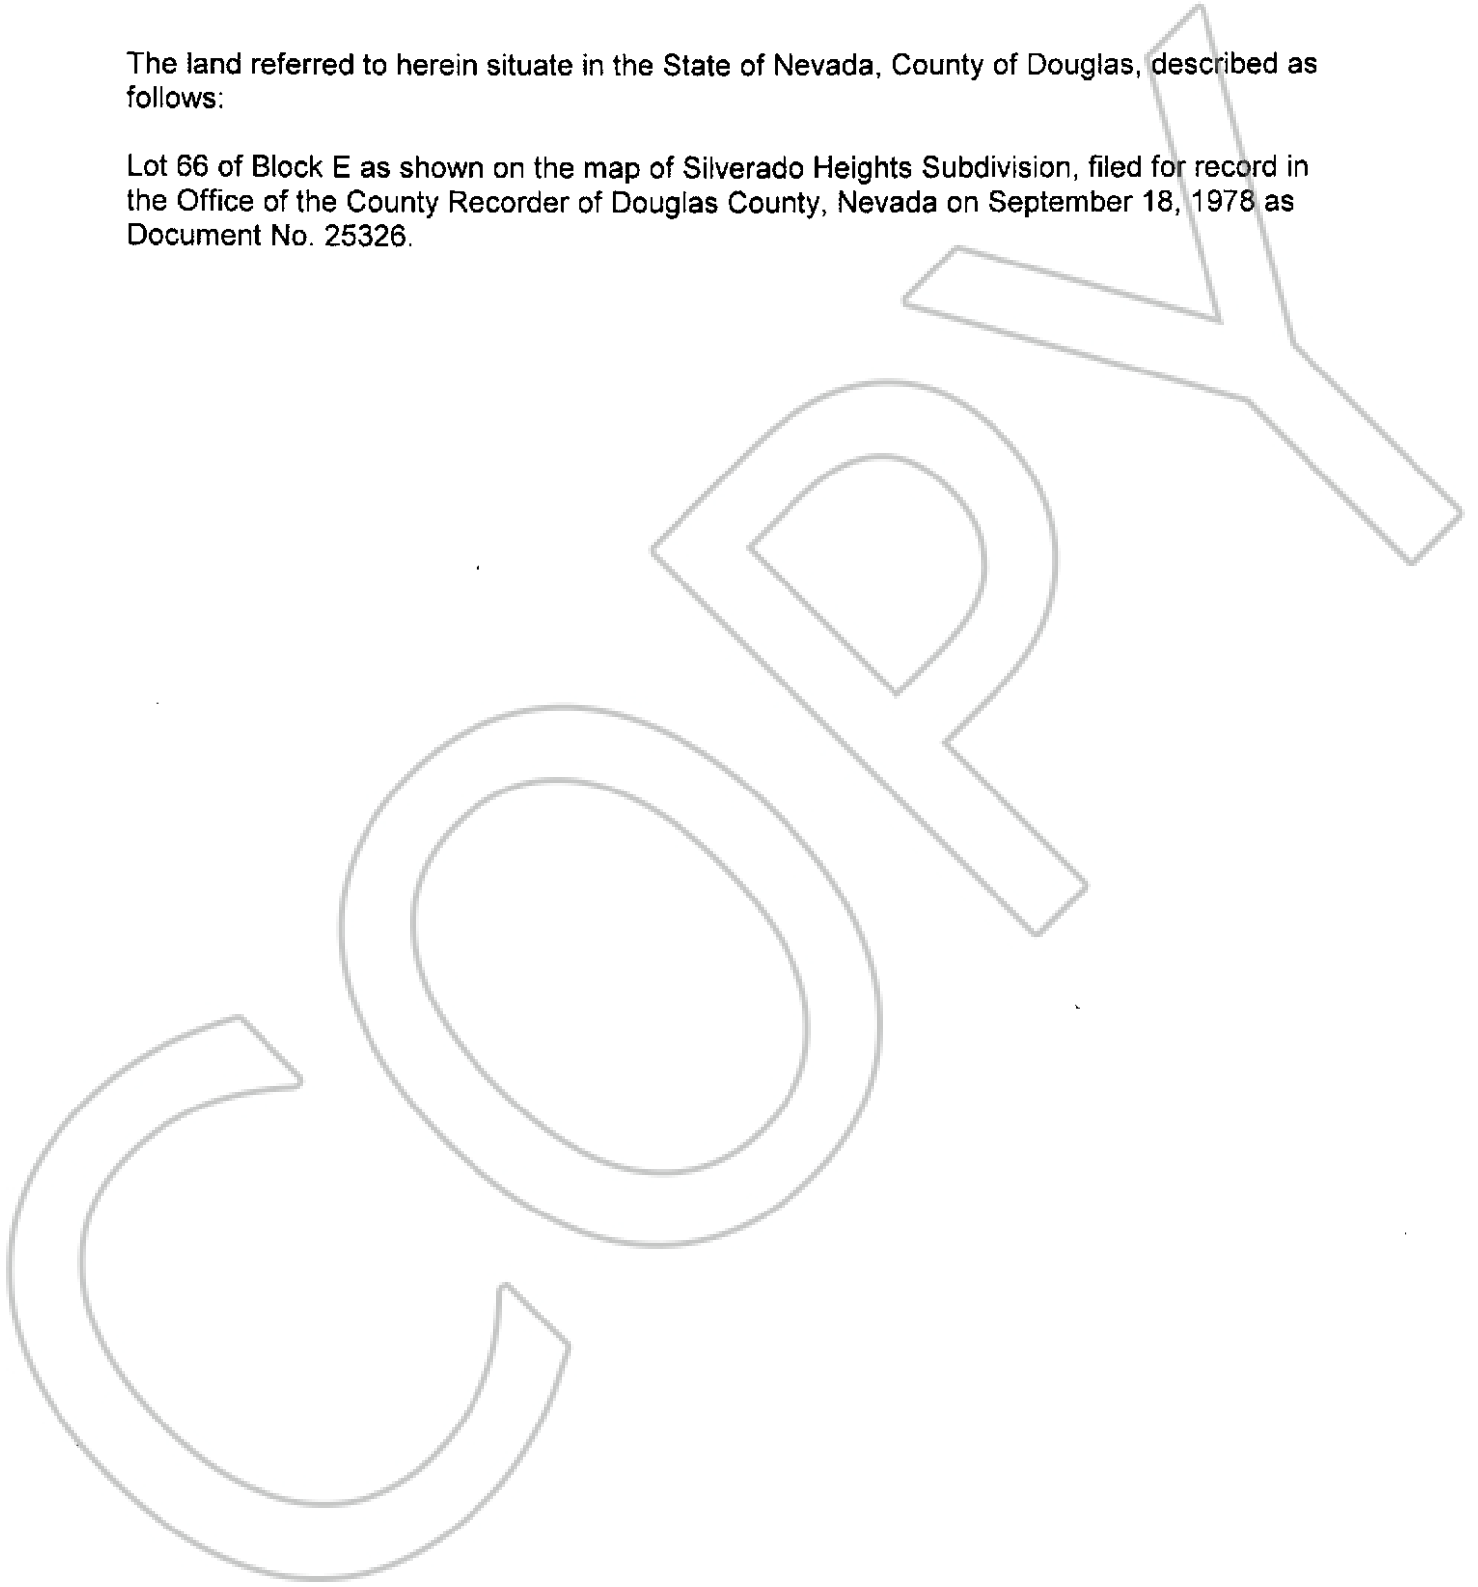 The land referred to herein situate in the State of Nevada, County of Douglas, described as
follows:
Lot 66 of Block E as shown on the map of Silverado Heights Subdivision, filed for record in
the Office of the County Recorder of Douglas County, Nevada on September 18, 1978 as
Document No. 25326.
COPY